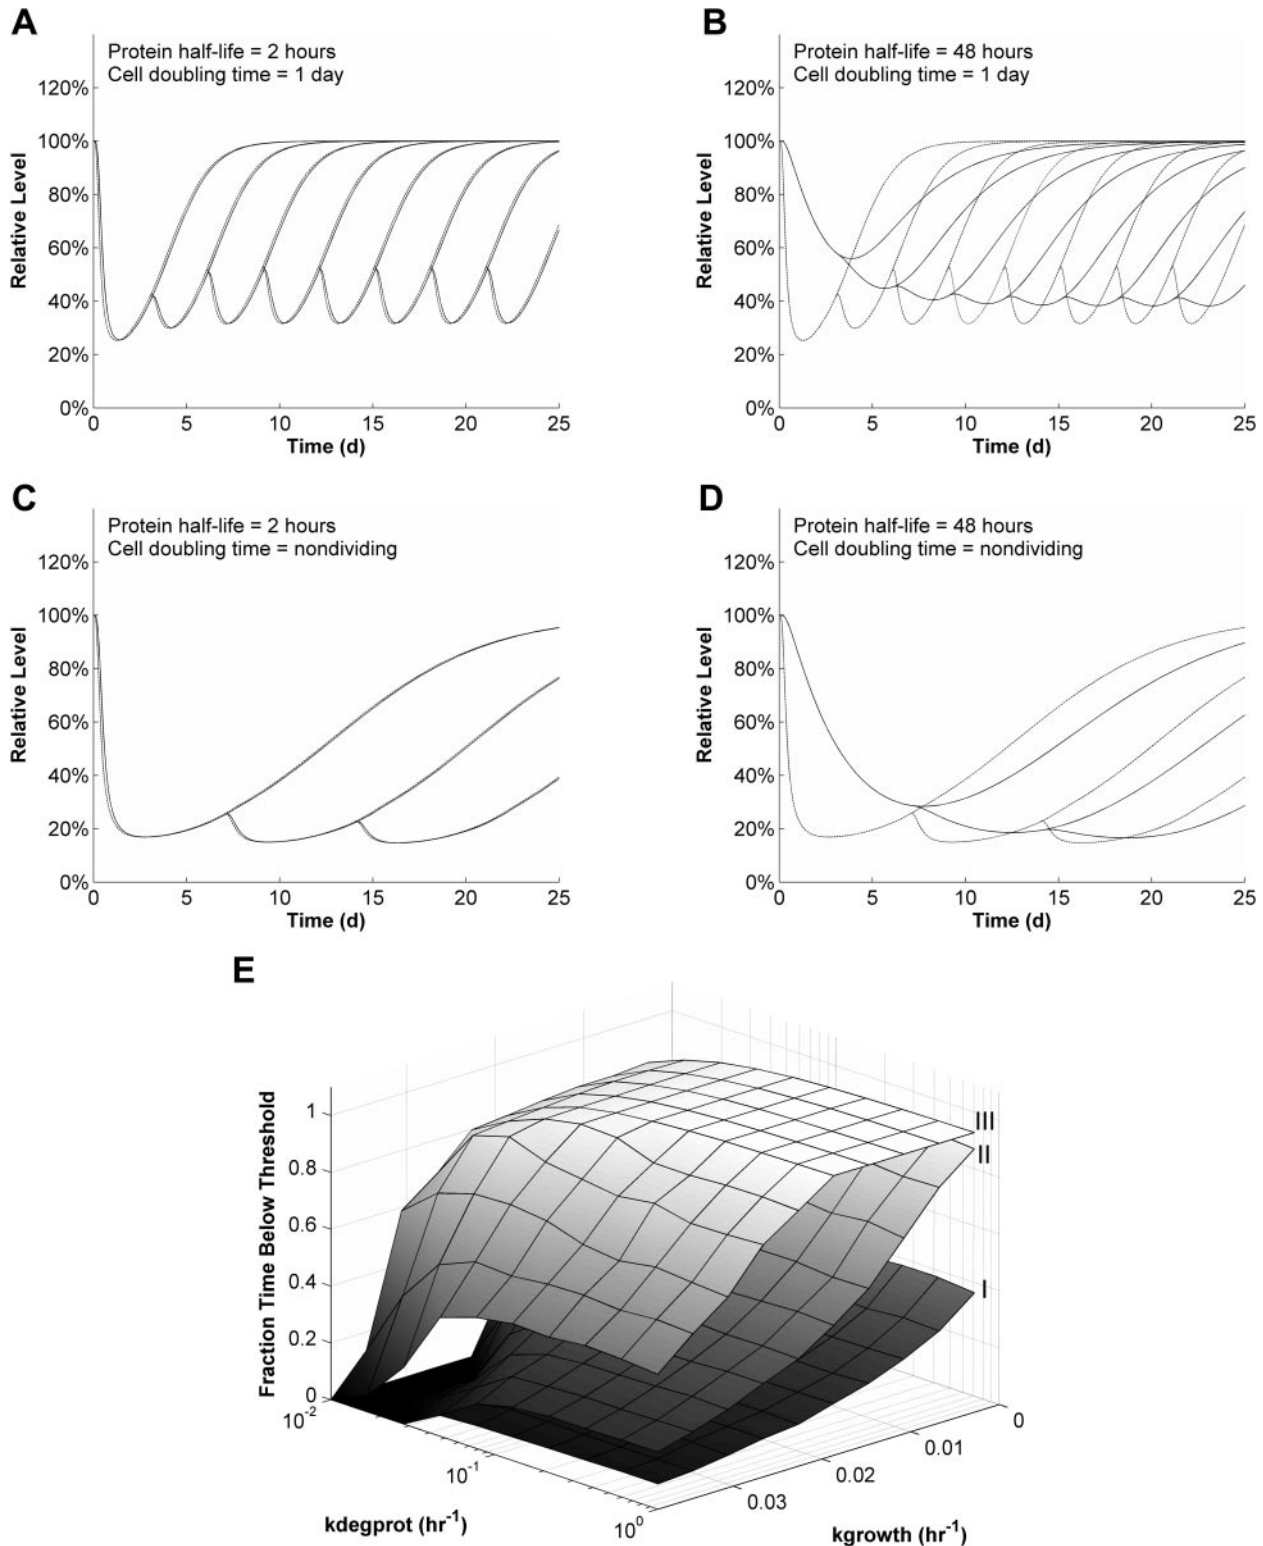 A
Protein half-life = 2 hours
Cell doubling time = 1 day
120%
100%
80%
60%
40%
20%
0%
0 5 10 15 20 25
Relative Level
Time (d)
B
Protein half-life = 48 hours
Cell doubling time = 1 day
120%
100%
80%
60%
40%
20%
0%
0 5 10 15 20 25
Relative Level
Time (d)
C
Protein half-life = 2 hours
Cell doubling time = nondividing
120%
100%
80%
60%
40%
20%
0%
0 5 10 15 20 25
Relative Level
Time (d)
D
Protein half-life = 48 hours
Cell doubling time = nondividing
120%
100%
80%
60%
40%
20%
0%
0 5 10 15 20 25
Relative Level
Time (d)
E
Fraction Time Below Threshold
1
0.8
0.6
0.4
0.2
0
III
II
I
10⁻²
10⁻¹
10⁰
kdegprot (hr⁻¹)
0
0.01
0.02
0.03
kgrowth (hr⁻¹)